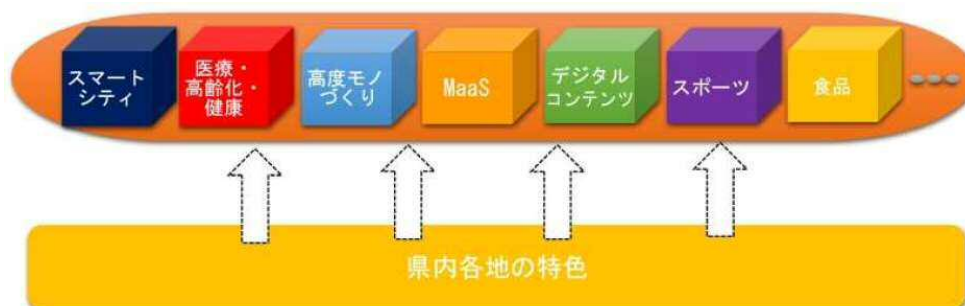 スマート
シティ
医療・
高齢化・
健康
高度モノ
づくり
MaaS
デジタル
コンテンツ
スポーツ
食品
県内各地の特色